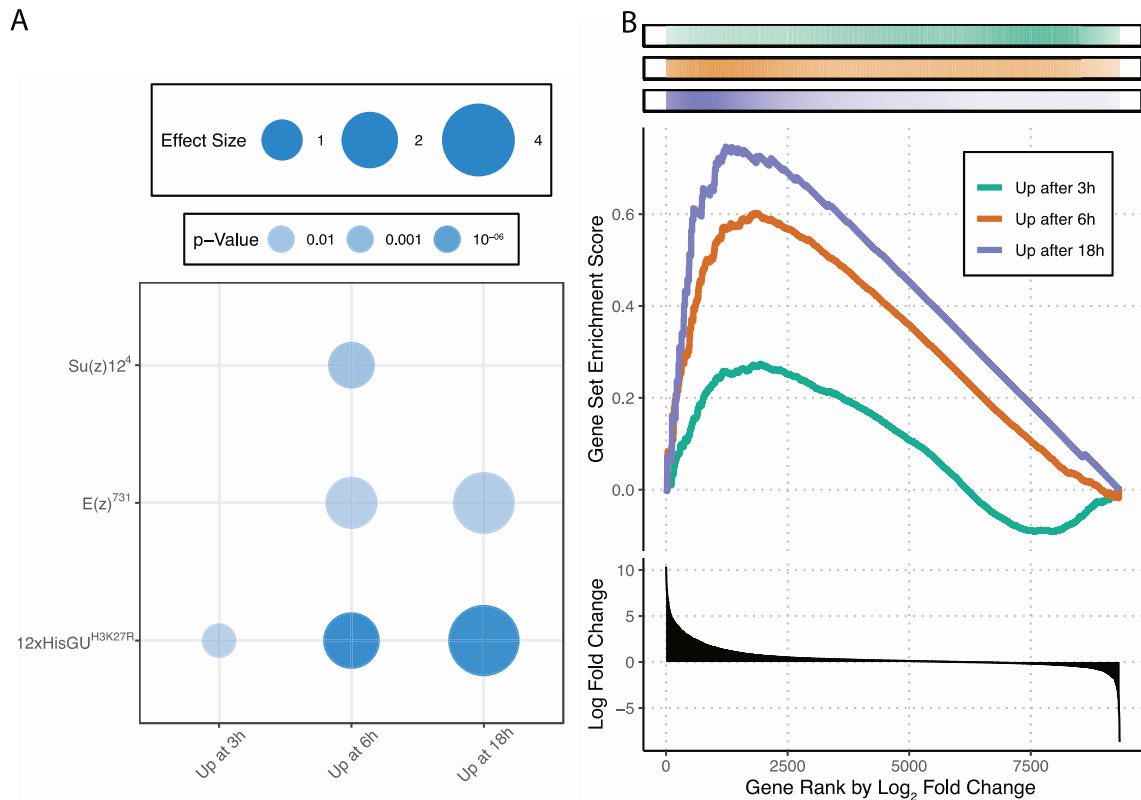 A
Effect Size 1 2 4
p–Value 0.01 0.001 10⁻⁰⁶
Su(z)12⁴
E(z)⁷³¹
12xHisGUᴴ³ᴷ²⁷ᴿ
Up at 3h
Up at 6h
Up at 18h
B
Gene Set Enrichment Score
0.6
0.4
0.2
0.0
Up after 3h
Up after 6h
Up after 18h
Log Fold Change
10
5
0
−5
0 2500 5000 7500
Gene Rank by Log₂ Fold Change